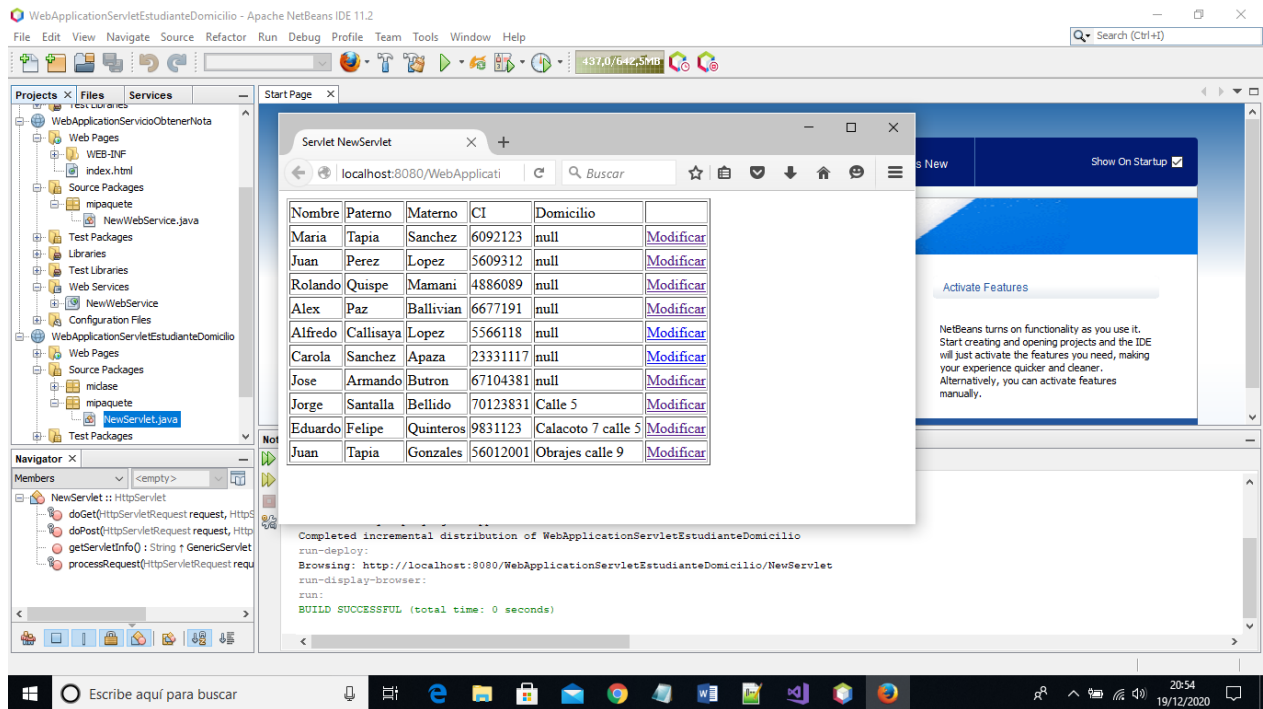 WebApplicationServletEstudianteDomicilio - Apache NetBeans IDE 11.2
File Edit View Navigate Source Refactor Run Debug Profile Team Tools Window Help
Search (Ctrl+I)
437,0/642,5MB
Projects Files Services
Start Page
Test Libraries
WebApplicationServicioObtenerNota
Web Pages
WEB-INF
index.html
Source Packages
mipaquete
NewWebService.java
Test Packages
Libraries
Test Libraries
Web Services
NewWebService
Configuration Files
WebApplicationServletEstudianteDomicilio
Web Pages
Source Packages
miclase
mipaquete
NewServlet.java
Test Packages
Navigator
Members <empty>
NewServlet :: HttpServlet
doGet(HttpServletRequest request, HttpS
doPost(HttpServletRequest request, Http
getServletInfo() : String ↑ GenericServlet
processRequest(HttpServletRequest requ
Servlet NewServlet
localhost:8080/WebApplicati
Buscar
Nombre Paterno Materno CI Domicilio
Maria Tapia Sanchez 6092123 null Modificar
Juan Perez Lopez 5609312 null Modificar
Rolando Quispe Mamani 4886089 null Modificar
Alex Paz Ballivian 6677191 null Modificar
Alfredo Callisaya Lopez 5566118 null Modificar
Carola Sanchez Apaza 23331117 null Modificar
Jose Armando Butron 67104381 null Modificar
Jorge Santalla Bellido 70123831 Calle 5 Modificar
Eduardo Felipe Quinteros 9831123 Calacoto 7 calle 5 Modificar
Juan Tapia Gonzales 56012001 Obrajes calle 9 Modificar
s New
Show On Startup
Activate Features
NetBeans turns on functionality as you use it.
Start creating and opening projects and the IDE
will just activate the features you need, making
your experience quicker and cleaner.
Alternatively, you can activate features
manually.
Not
Completed incremental distribution of WebApplicationServletEstudianteDomicilio
run-deploy:
Browsing: http://localhost:8080/WebApplicationServletEstudianteDomicilio/NewServlet
run-display-browser:
run:
BUILD SUCCESSFUL (total time: 0 seconds)
Escribe aquí para buscar
20:54
19/12/2020